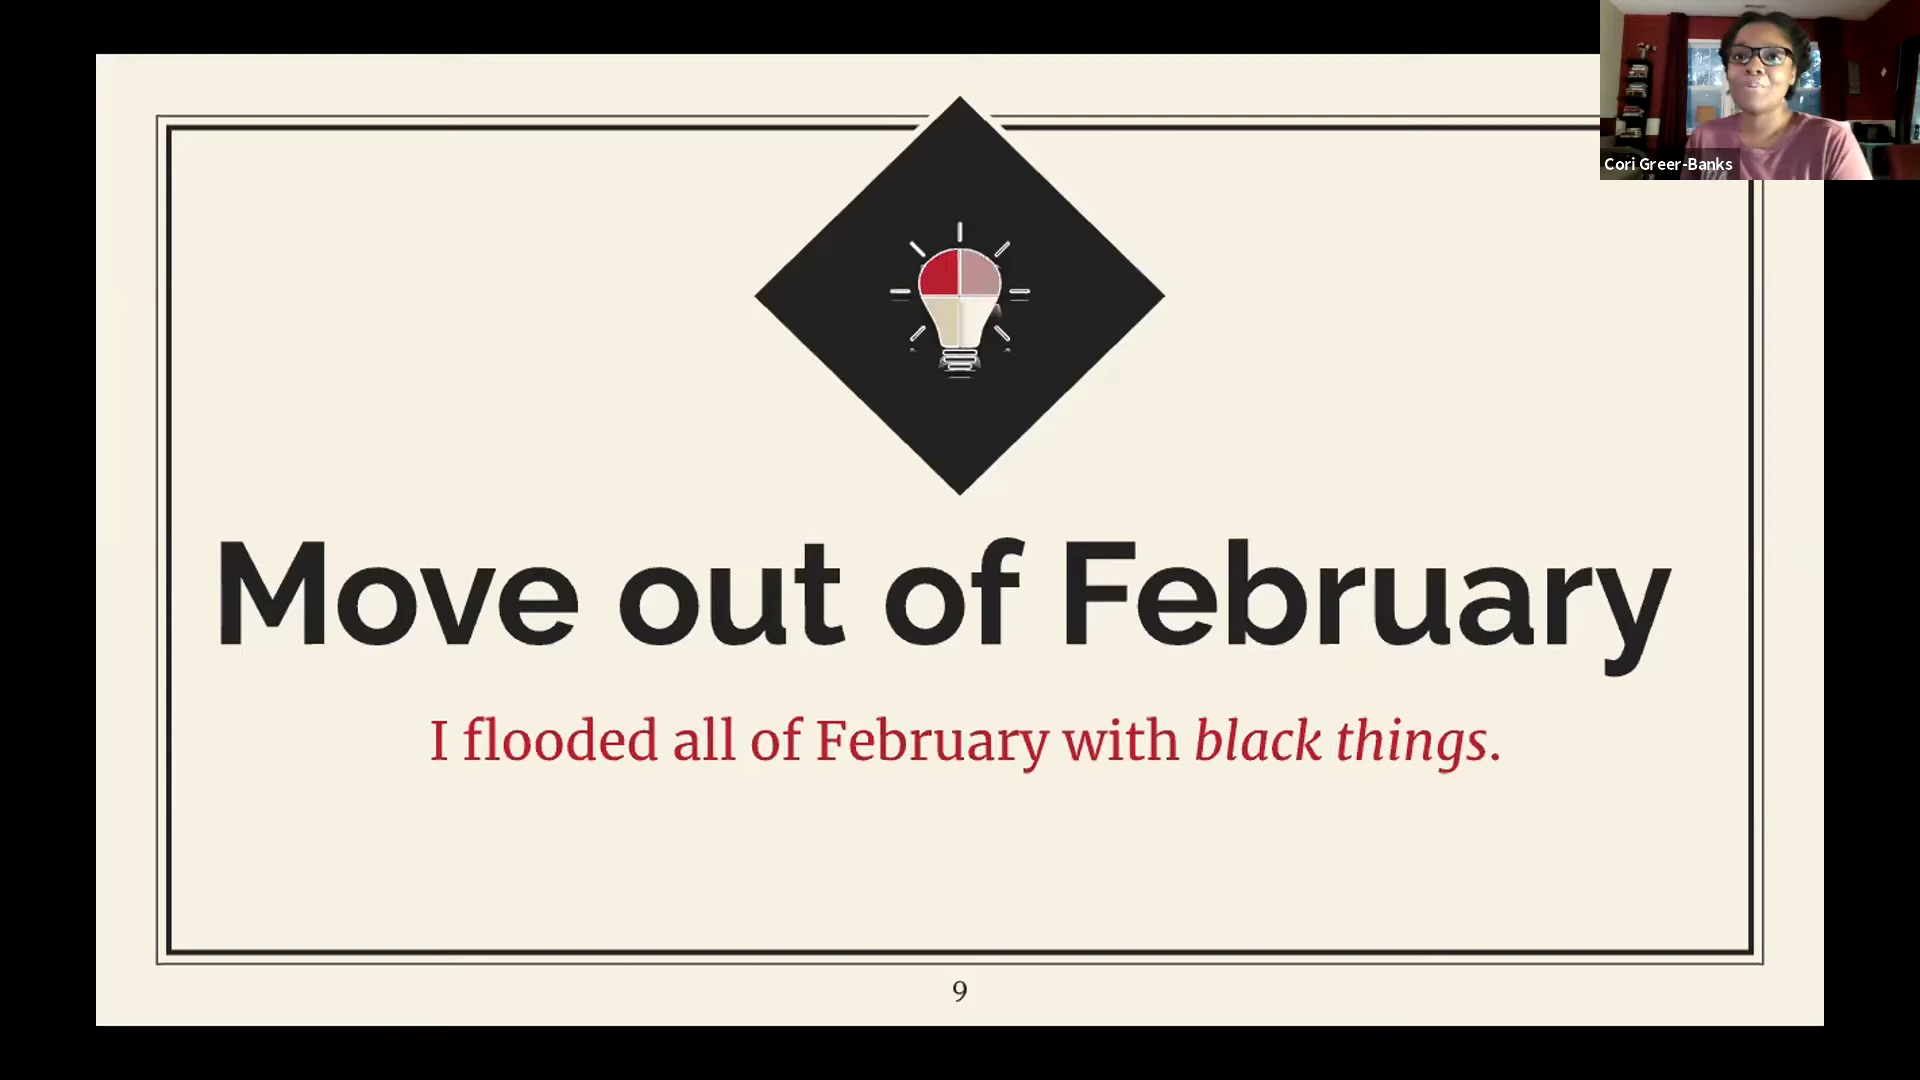 Cori Greer-Banks
Move out of February
I flooded all of February with black things.
9